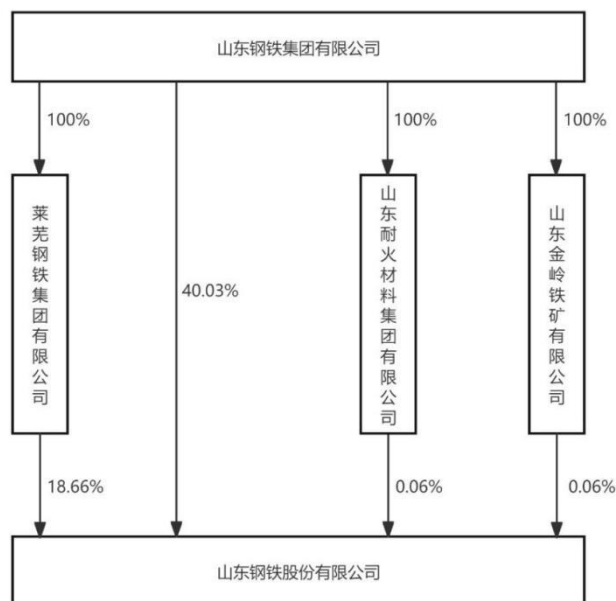 山东钢铁集团有限公司
100%
100%
100%
莱芜钢铁集团有限公司
40.03%
山东耐火材料集团有限公司
山东金岭铁矿有限公司
18.66%
0.06%
0.06%
山东钢铁股份有限公司